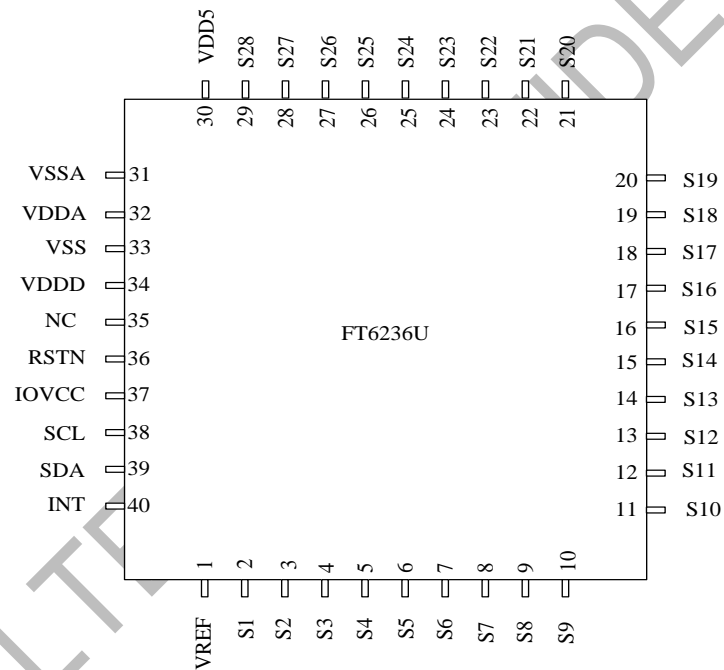 VDD5 S28 S27 S26 S25 S24 S23 S22 S21 S20
30 29 28 27 26 25 24 23 22 21
VSSA 31 20 S19
VDDA 32 19 S18
VSS 33 18 S17
VDDD 34 17 S16
NC 35 16 S15
FT6236U
RSTN 36 15 S14
IOVCC 37 14 S13
SCL 38 13 S12
SDA 39 12 S11
INT 40 11 S10
1 2 3 4 5 6 7 8 9 10
VREF S1 S2 S3 S4 S5 S6 S7 S8 S9